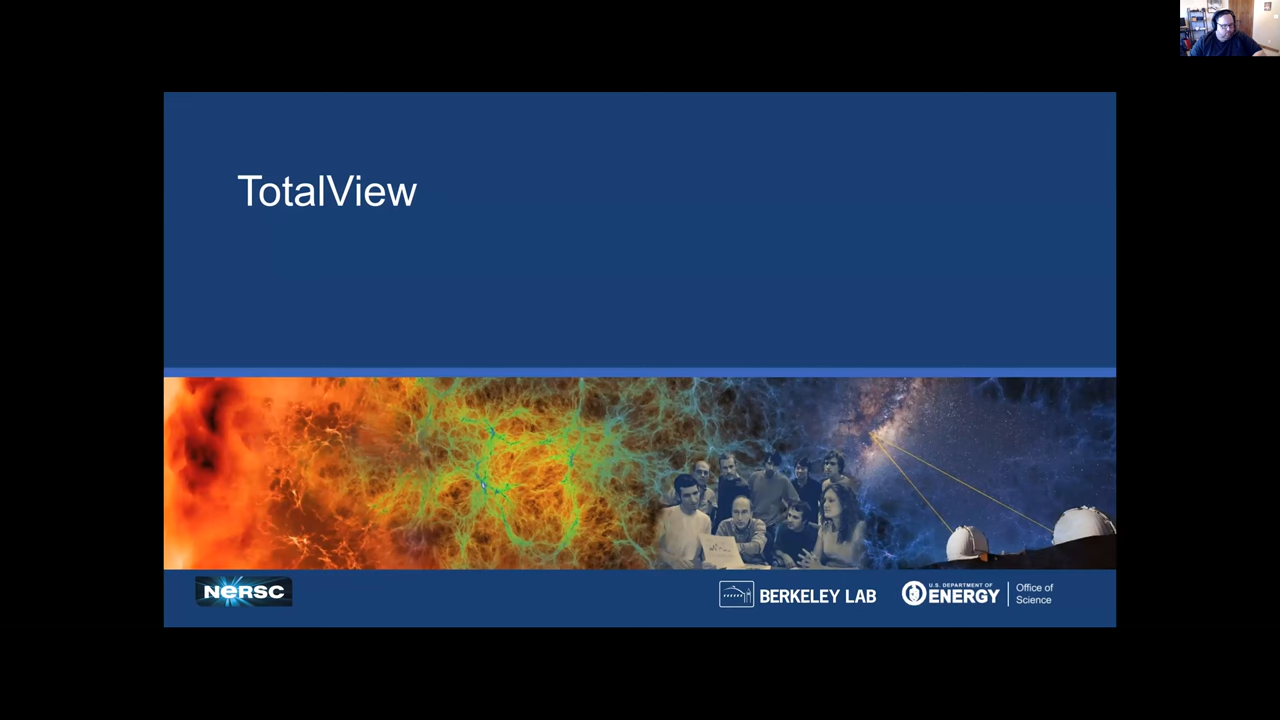 TotalView
NERSC
BERKELEY LAB
U.S. DEPARTMENT OF
ENERGY
Office of
Science